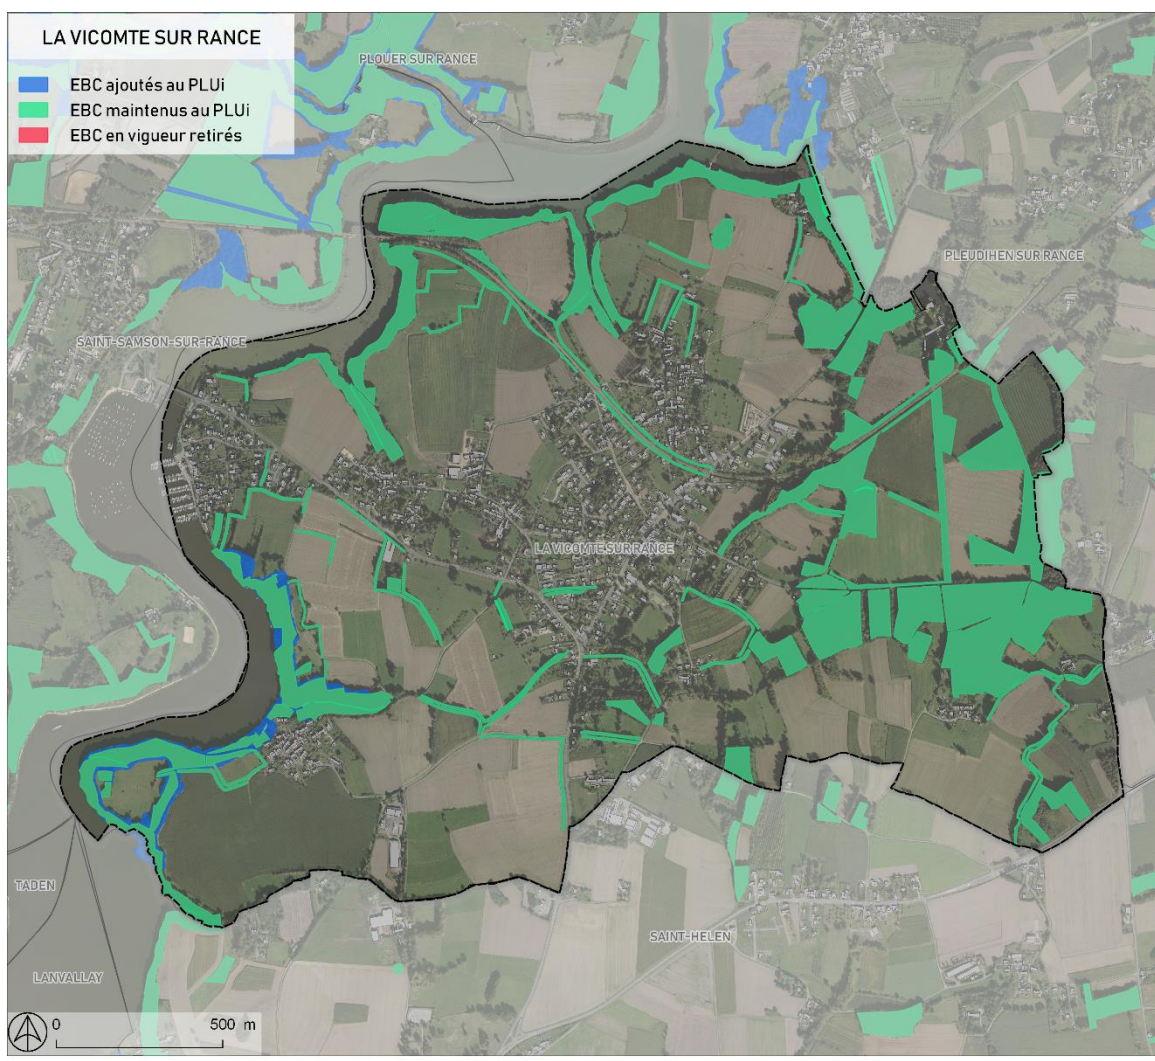 LA VICOMTE SUR RANCE
EBC ajoutés au PLUi
EBC maintenus au PLUi
EBC en vigueur retirés
PLOUER SUR RANCE
PLEUDIHEN SUR RANCE
SAINT-SAMSON-SUR-RANCE
LA VICOMTE SUR RANCE
TADEN
SAINT-HELEN
LANVALLAY
0 500 m